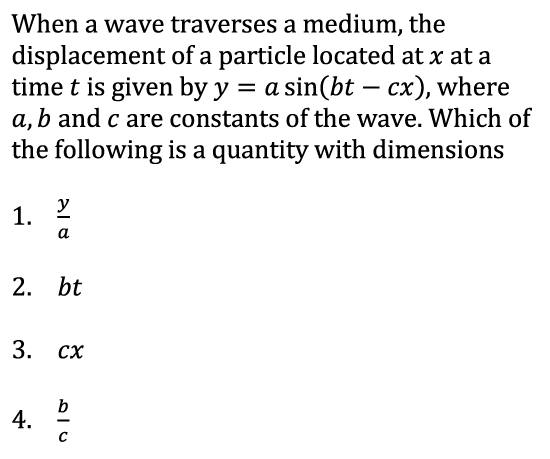 When a wave traverses a medium, the
displacement of a particle located at x at a
time t is given by y = a sin(bt − cx), where
a, b and c are constants of the wave. Which of
the following is a quantity with dimensions
1. y/a
2. bt
3. cx
4. b/c